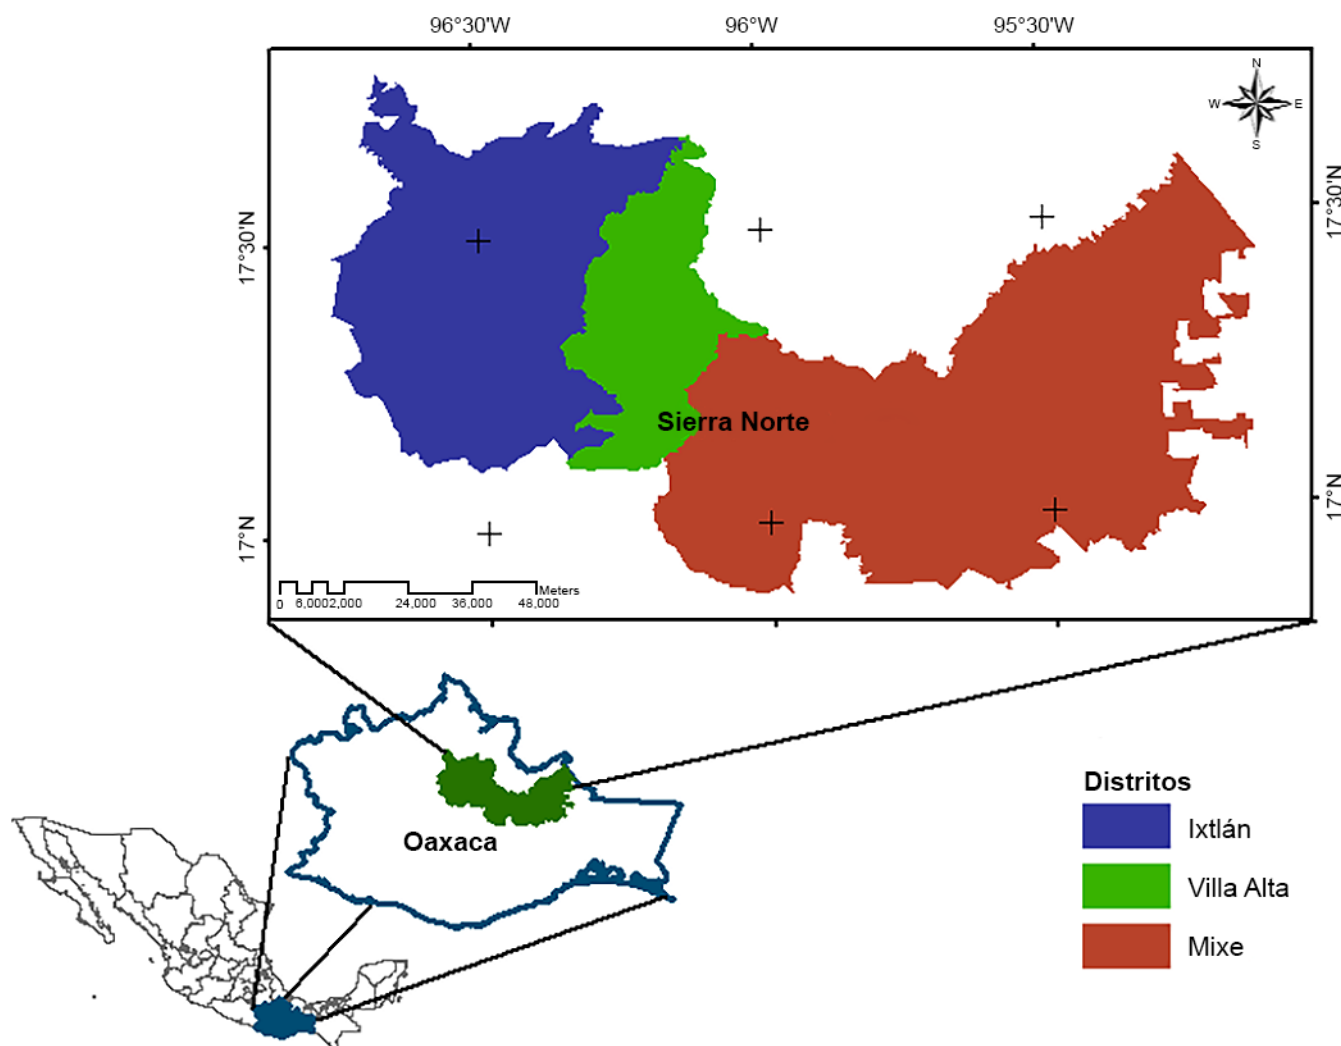 96°30'W 96°W 95°30'W
N
W E
S
17°30'N 17°30'N
Sierra Norte
17°N 17°N
Meters
0 6,00012,000 24,000 36,000 48,000
Distritos
Ixtlán
Oaxaca
Villa Alta
Mixe